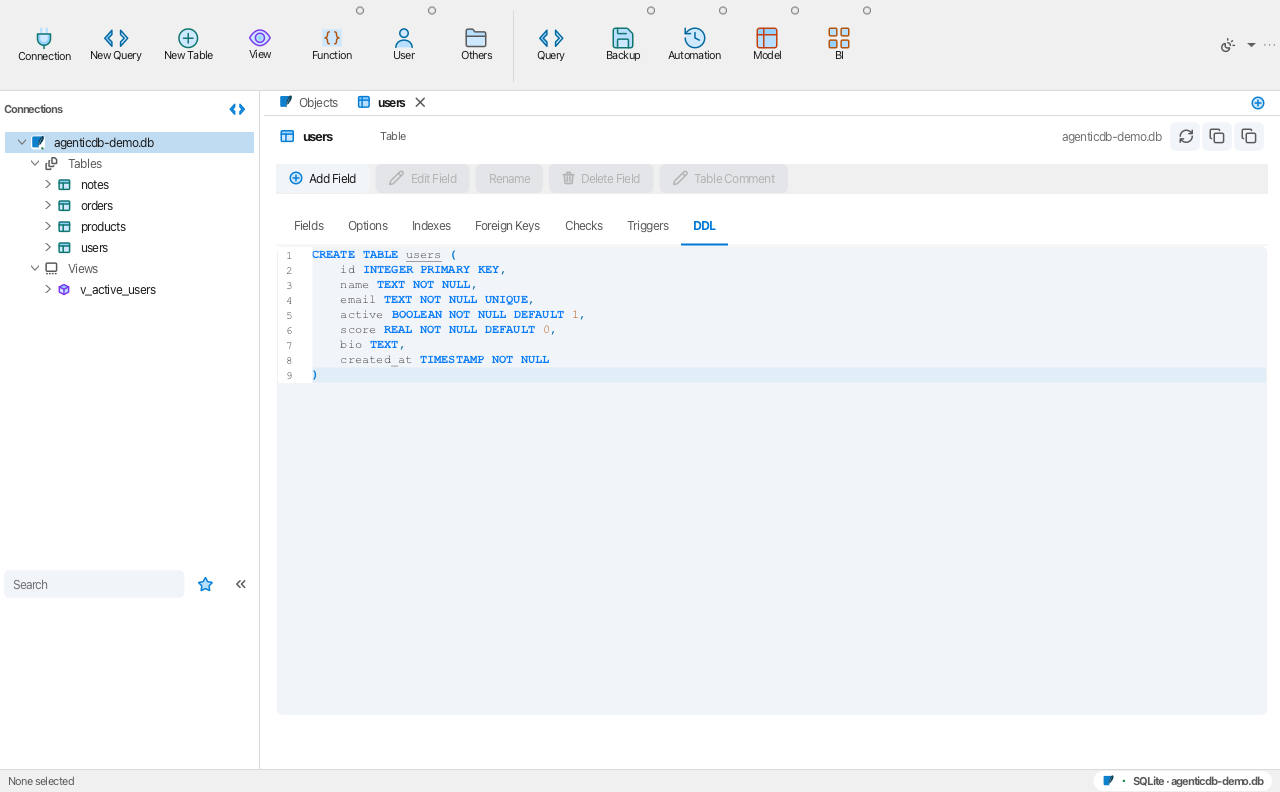 Connection
New Query
New Table
View
Function
User
Others
Query
Backup
Automation
Model
BI
Connections
agenticdb-demo.db
Tables
notes
orders
products
users
Views
v_active_users
Search
Objects
users
users
Table
agenticdb-demo.db
Add Field
Edit Field
Rename
Delete Field
Table Comment
Fields
Options
Indexes
Foreign Keys
Checks
Triggers
DDL
1 CREATE TABLE users (
2 id INTEGER PRIMARY KEY,
3 name TEXT NOT NULL,
4 email TEXT NOT NULL UNIQUE,
5 active BOOLEAN NOT NULL DEFAULT 1,
6 score REAL NOT NULL DEFAULT 0,
7 bio TEXT,
8 created_at TIMESTAMP NOT NULL
9 )
None selected
SQLite · agenticdb-demo.db